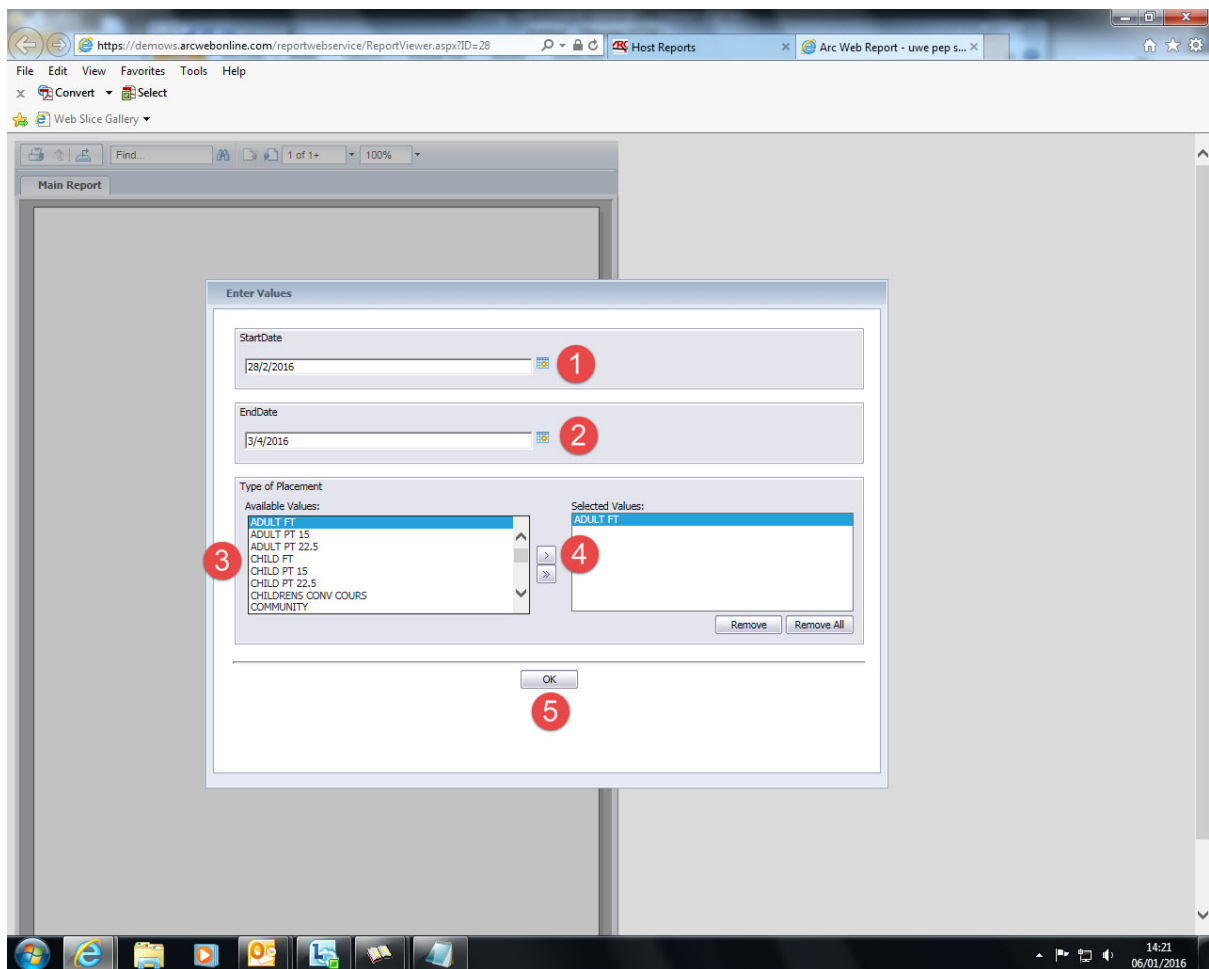 https://demows.arcwebonline.com/reportwebservice/ReportViewer.aspx?ID=28
Host Reports
Arc Web Report - uwe pep s...
File Edit View Favorites Tools Help
x Convert Select
Web Slice Gallery
Find... 1 of 1+ 100%
Main Report
Enter Values
StartDate
28/2/2016
1
EndDate
3/4/2016
2
Type of Placement
Available Values: Selected Values:
ADULT FT ADULT FT
ADULT PT 15
ADULT PT 22.5
CHILD FT
CHILD PT 15
CHILD PT 22.5
CHILDRENS CONV COURS
COMMUNITY
3
>
4
»
Remove Remove All
OK
5
14:21
06/01/2016